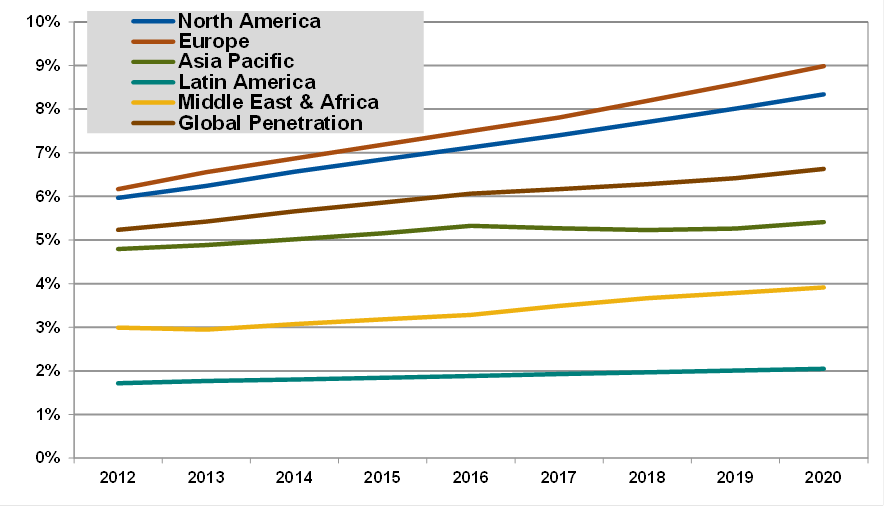 North America
Europe
Asia Pacific
Latin America
Middle East & Africa
Global Penetration
10%
9%
8%
7%
6%
5%
4%
3%
2%
1%
0%
2012 2013 2014 2015 2016 2017 2018 2019 2020